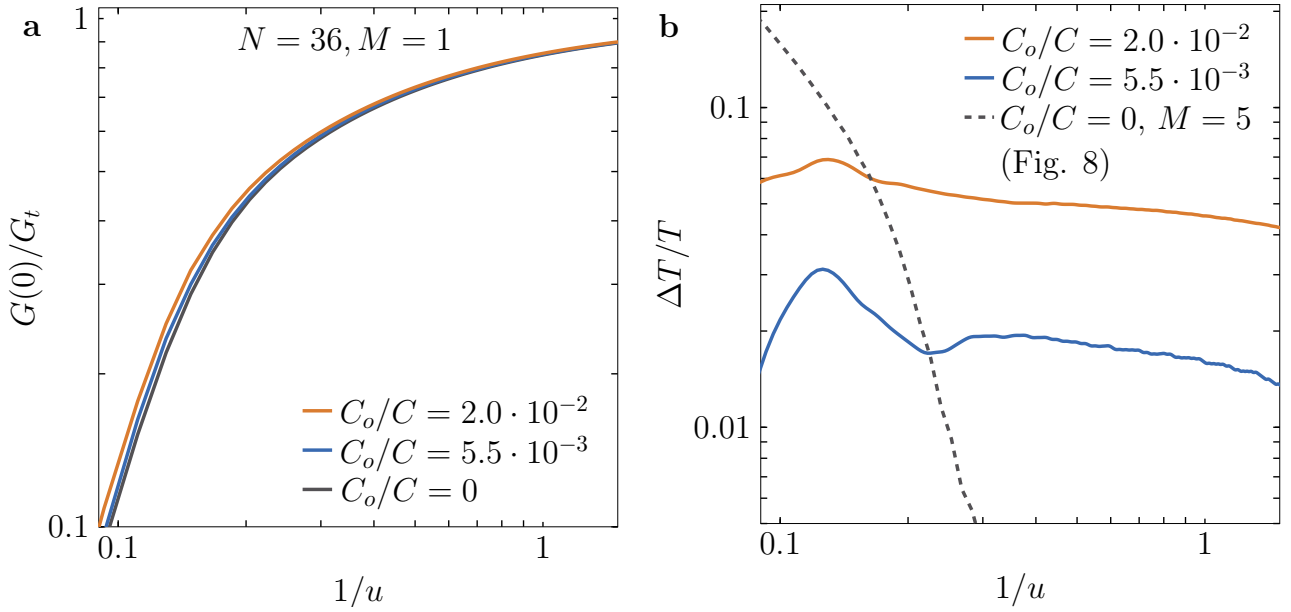 a
N = 36, M = 1
1
0.1
G(0)/G_t
C_o/C = 2.0 · 10^{-2}
C_o/C = 5.5 · 10^{-3}
C_o/C = 0
0.1
1
1/u
b
C_o/C = 2.0 · 10^{-2}
C_o/C = 5.5 · 10^{-3}
C_o/C = 0, M = 5
(Fig. 8)
0.1
0.01
ΔT/T
0.1
1
1/u